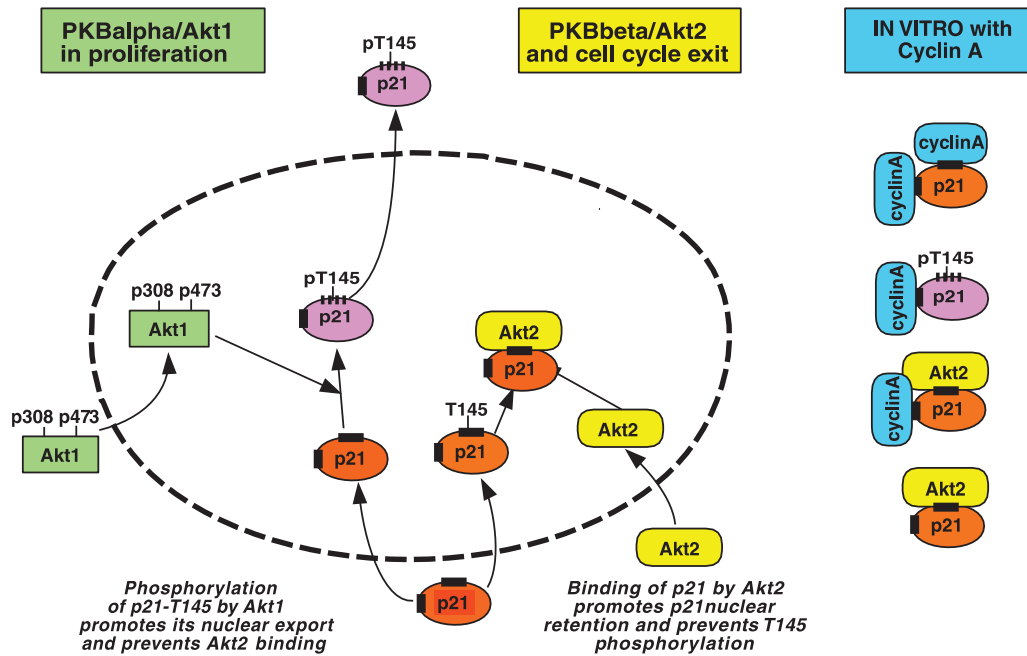 PKBalpha/Akt1
in proliferation
PKBbeta/Akt2
and cell cycle exit
IN VITRO with
Cyclin A
pT145
p21
cyclinA
cyclinA
p21
pT145
cyclinA
p21
pT145
p21
p308 p473
Akt1
Akt2
p21
Akt2
cyclinA
p21
p308 p473
Akt1
T145
p21
p21
Akt2
Akt2
p21
Akt2
p21
Phosphorylation
of p21-T145 by Akt1
promotes its nuclear export
and prevents Akt2 binding
Binding of p21 by Akt2
promotes p21nuclear
retention and prevents T145
phosphorylation